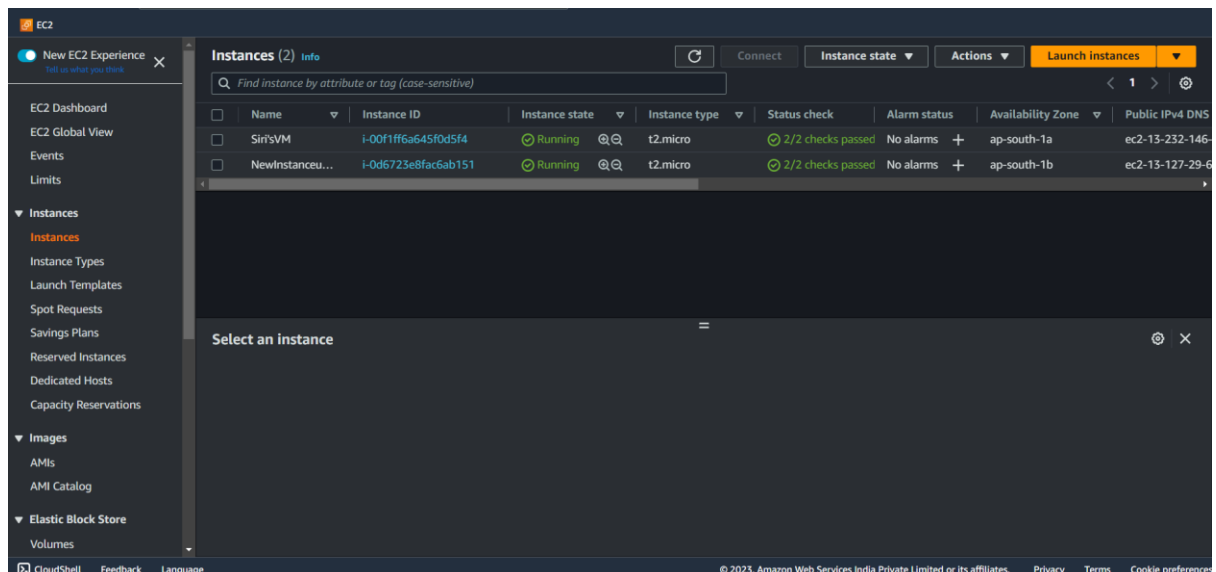 EC2
New EC2 Experience
Tell us what you think
EC2 Dashboard
EC2 Global View
Events
Limits
Instances
Instances
Instance Types
Launch Templates
Spot Requests
Savings Plans
Reserved Instances
Dedicated Hosts
Capacity Reservations
Images
AMIs
AMI Catalog
Elastic Block Store
Volumes
Instances (2) Info
Connect Instance state Actions Launch instances
Find instance by attribute or tag (case-sensitive)
1
Name Instance ID Instance state Instance type Status check Alarm status Availability Zone Public IPv4 DNS
Siri'sVM i-00f1ff6a645f0d5f4 Running t2.micro 2/2 checks passed No alarms + ap-south-1a ec2-13-232-146-
NewInstanceu... i-0d6723e8fac6ab151 Running t2.micro 2/2 checks passed No alarms + ap-south-1b ec2-13-127-29-6
Select an instance
CloudShell Feedback Language © 2023, Amazon Web Services India Private Limited or its affiliates. Privacy Terms Cookie preferences